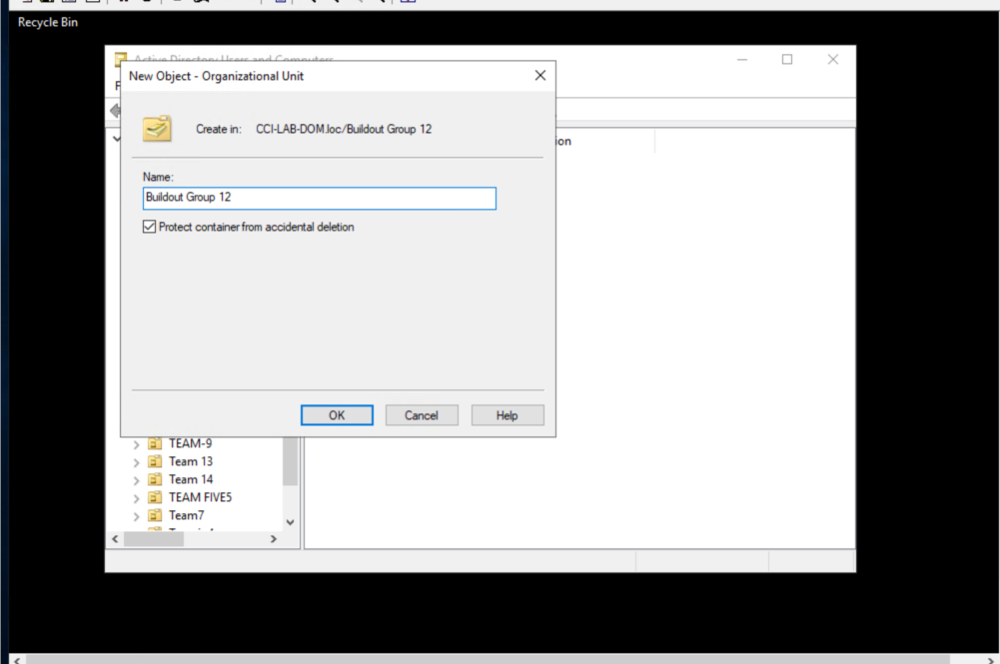 Recycle Bin
Active Directory Users and Computers
New Object - Organizational Unit
Create in: CCI-LAB-DOM.loc/Buildout Group 12
ion
Name:
Buildout Group 12
Protect container from accidental deletion
OK Cancel Help
TEAM-9
Team 13
Team 14
TEAM FIVE5
Team7